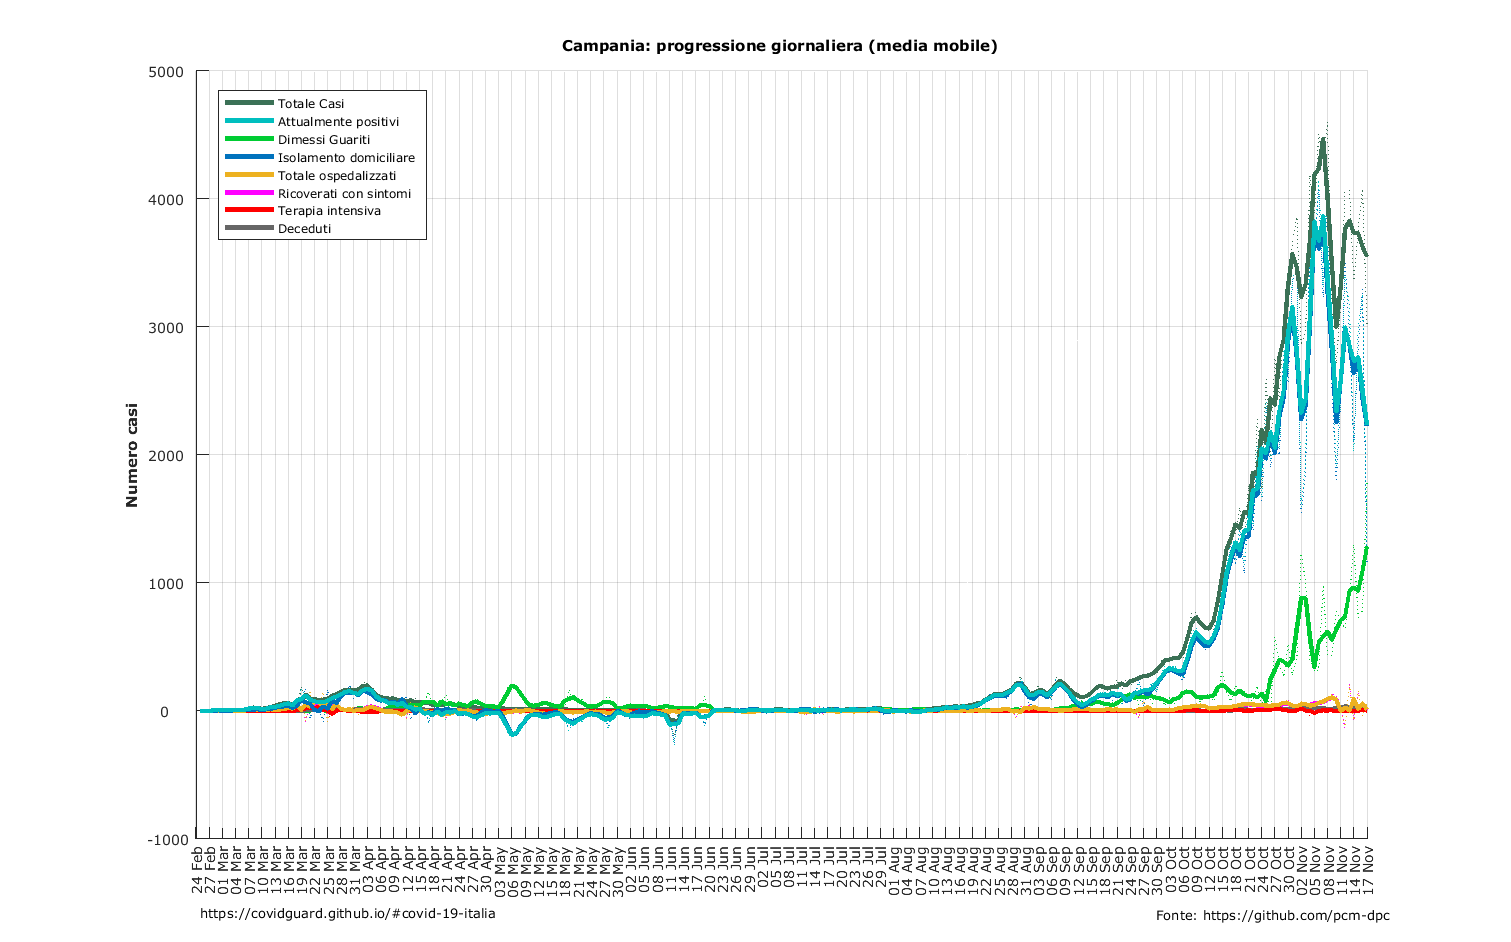 Campania: progressione giornaliera (media mobile)
5000
4000
3000
2000
1000
0
-1000
Numero casi
Totale Casi
Attualmente positivi
Dimessi Guariti
Isolamento domiciliare
Totale ospedalizzati
Ricoverati con sintomi
Terapia intensiva
Deceduti
24 Feb
27 Feb
01 Mar
04 Mar
07 Mar
10 Mar
13 Mar
16 Mar
19 Mar
22 Mar
25 Mar
28 Mar
31 Mar
03 Apr
06 Apr
09 Apr
12 Apr
15 Apr
18 Apr
21 Apr
24 Apr
27 Apr
30 Apr
03 May
06 May
09 May
12 May
15 May
18 May
21 May
24 May
27 May
30 May
02 Jun
05 Jun
08 Jun
11 Jun
14 Jun
17 Jun
20 Jun
23 Jun
26 Jun
29 Jun
02 Jul
05 Jul
08 Jul
11 Jul
14 Jul
17 Jul
20 Jul
23 Jul
26 Jul
29 Jul
01 Aug
04 Aug
07 Aug
10 Aug
13 Aug
16 Aug
19 Aug
22 Aug
25 Aug
28 Aug
31 Aug
03 Sep
06 Sep
09 Sep
12 Sep
15 Sep
18 Sep
21 Sep
24 Sep
27 Sep
30 Sep
03 Oct
06 Oct
09 Oct
12 Oct
15 Oct
18 Oct
21 Oct
24 Oct
27 Oct
30 Oct
02 Nov
05 Nov
08 Nov
11 Nov
14 Nov
17 Nov
https://covidguard.github.io/#covid-19-italia
Fonte: https://github.com/pcm-dpc